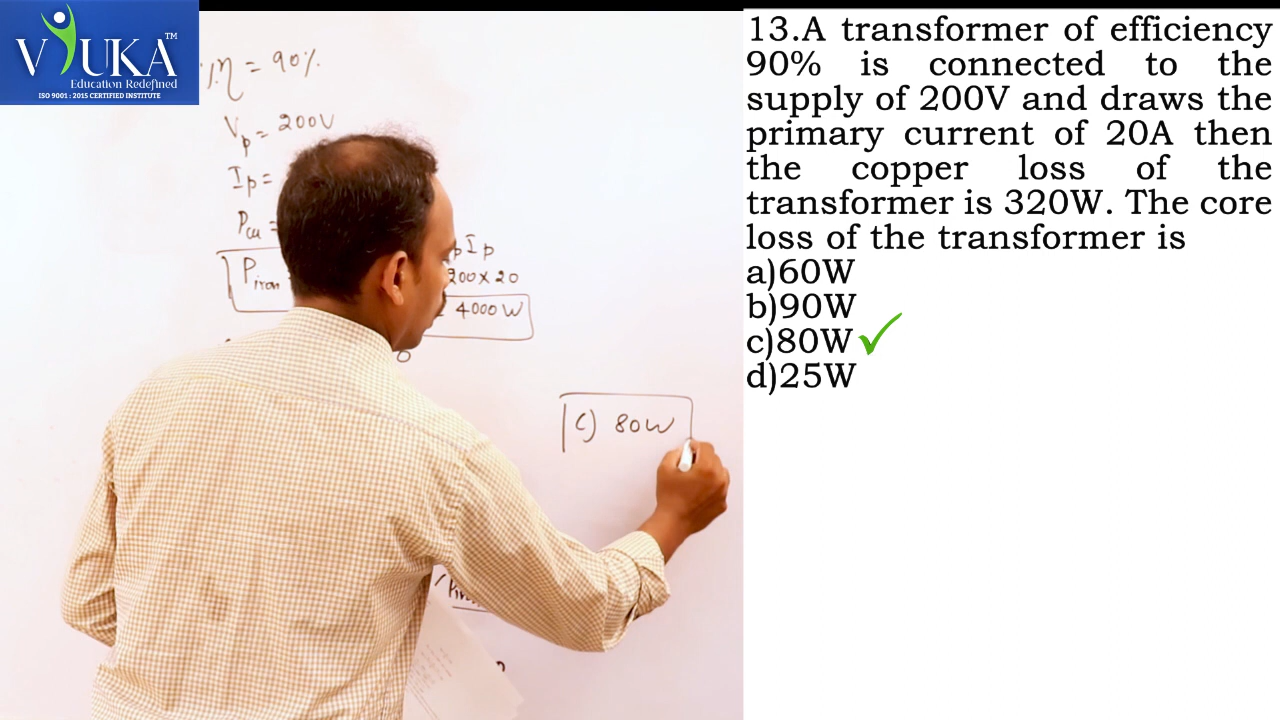 VJUKA™
Education Redefined
ISO 9001 : 2015 CERTIFIED INSTITUTE
η = 90%
Vp = 200V
Ip =
Pcu =
Piron
pIp
200 × 20
4000 W
C) 80W
13.A transformer of efficiency
90% is connected to the
supply of 200V and draws the
primary current of 20A then
the copper loss of the
transformer is 320W. The core
loss of the transformer is
a)60W
b)90W
c)80W
d)25W